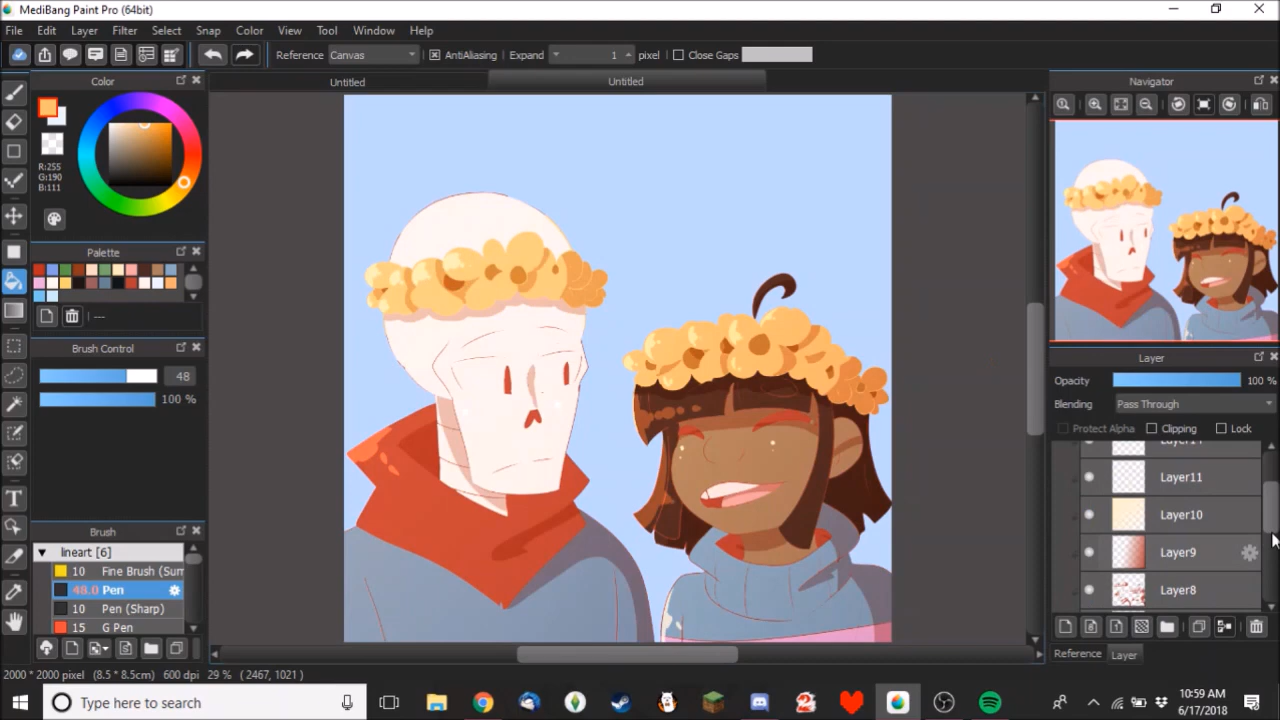 MediBang Paint Pro (64bit)
File Edit Layer Filter Select Snap Color View Tool Window Help
Reference Canvas AntiAliasing Expand 1 pixel Close Gaps
Color
Untitled
Untitled
Navigator
R:255
G:190
B:111
Palette
---
Brush Control
48
100 %
Layer
Opacity 100 %
Blending Pass Through
Protect Alpha Clipping Lock
Layer11
Layer10
Layer9
Layer8
Brush
lineart [6]
10 Fine Brush (Sum
48.0 Pen
10 Pen (Sharp)
15 G Pen
Reference Layer
2000 * 2000 pixel (8.5 * 8.5cm) 600 dpi 29 % ( 2467, 1021 )
Type here to search
10:59 AM
6/17/2018